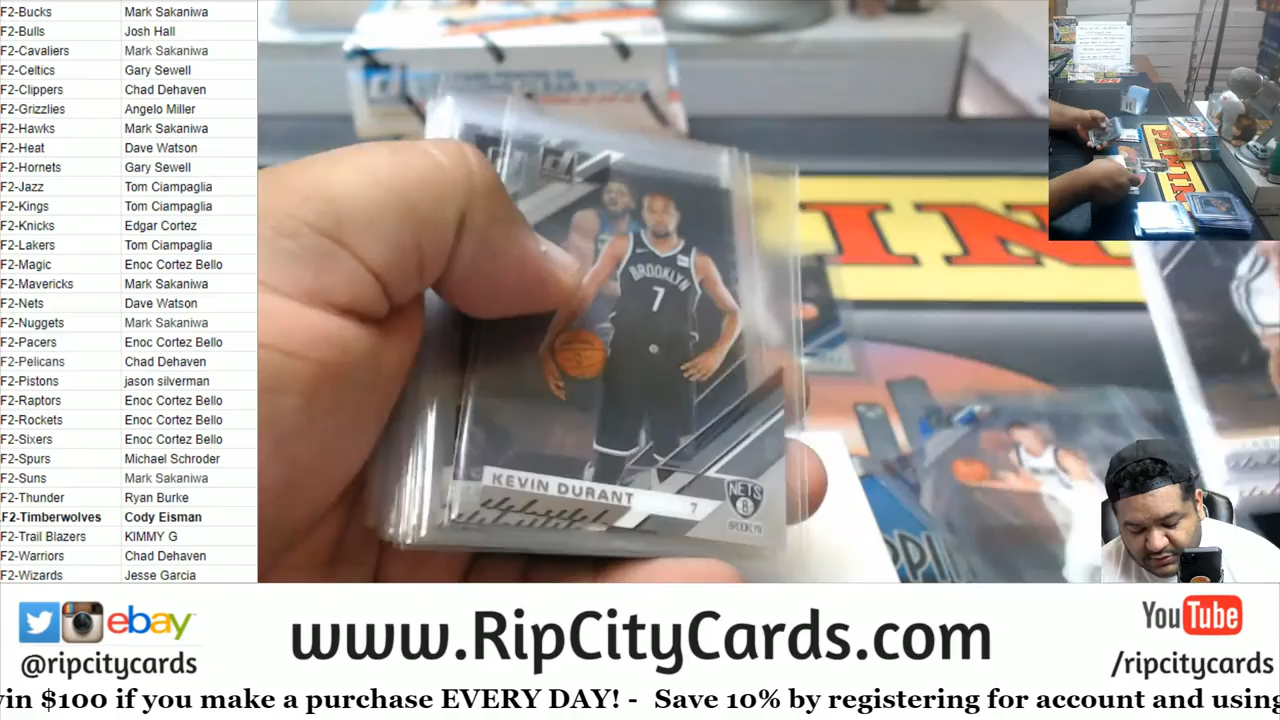 F2-Bucks Mark Sakaniwa
F2-Bulls Josh Hall
F2-Cavaliers Mark Sakaniwa
F2-Celtics Gary Sewell
F2-Clippers Chad Dehaven
F2-Grizzlies Angelo Miller
F2-Hawks Mark Sakaniwa
F2-Heat Dave Watson
F2-Hornets Gary Sewell
F2-Jazz Tom Ciampaglia
F2-Kings Tom Ciampaglia
F2-Knicks Edgar Cortez
F2-Lakers Tom Ciampaglia
F2-Magic Enoc Cortez Bello
F2-Mavericks Mark Sakaniwa
F2-Nets Dave Watson
F2-Nuggets Mark Sakaniwa
F2-Pacers Enoc Cortez Bello
F2-Pelicans Chad Dehaven
F2-Pistons jason silverman
F2-Raptors Enoc Cortez Bello
F2-Rockets Enoc Cortez Bello
F2-Sixers Enoc Cortez Bello
F2-Spurs Michael Schroder
F2-Suns Mark Sakaniwa
F2-Thunder Ryan Burke
F2-Timberwolves Cody Eisman
F2-Trail Blazers KIMMY G
F2-Warriors Chad Dehaven
F2-Wizards Jesse Garcia
BROOKLYN
7
KEVIN DURANT
7
NETS
B
BROOKLYN
INI
PANINI
ebay
@ripcitycards
www.RipCityCards.com
YouTube
/ripcitycards
vin $100 if you make a purchase EVERY DAY! - Save 10% by registering for account and using